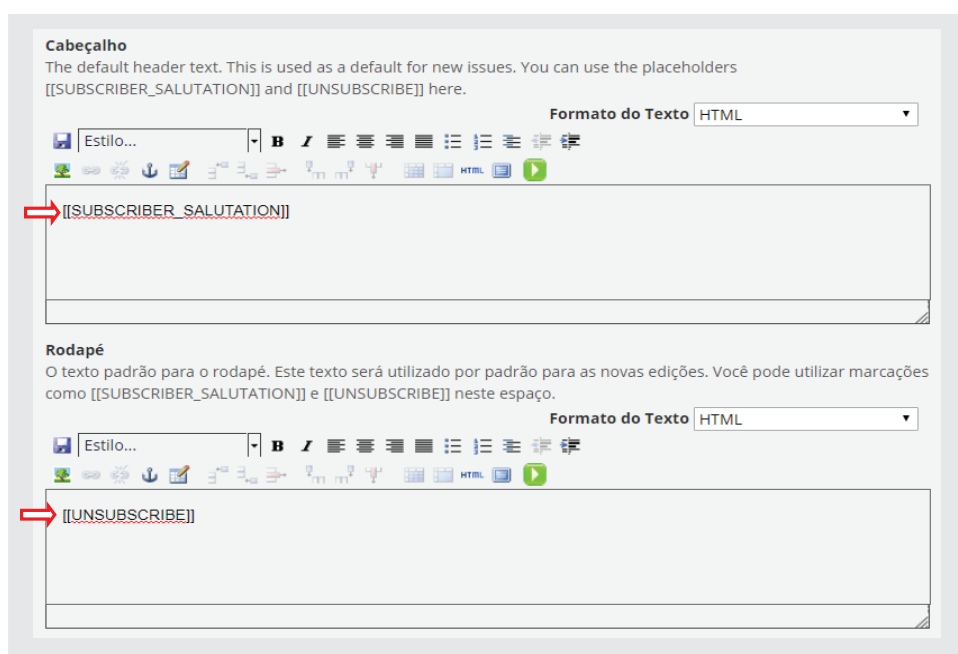 Cabeçalho
The default header text. This is used as a default for new issues. You can use the placeholders
[[SUBSCRIBER_SALUTATION]] and [[UNSUBSCRIBE]] here.
Formato do Texto HTML
Estilo... B I
HTML
[[SUBSCRIBER_SALUTATION]]
Rodapé
O texto padrão para o rodapé. Este texto será utilizado por padrão para as novas edições. Você pode utilizar marcações
como [[SUBSCRIBER_SALUTATION]] e [[UNSUBSCRIBE]] neste espaço.
Formato do Texto HTML
Estilo... B I
HTML
[[UNSUBSCRIBE]]